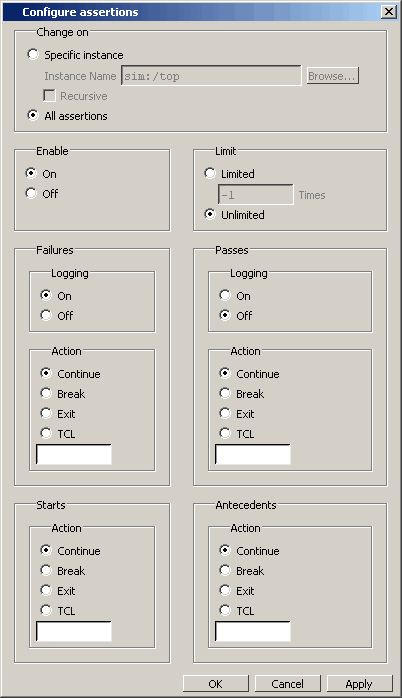 Configure assertions
Change on
Specific instance
Instance Name sim:/top Browse...
Recursive
All assertions
Enable
On
Off
Limit
Limited
-1 Times
Unlimited
Failures
Logging
On
Off
Action
Continue
Break
Exit
TCL
Passes
Logging
On
Off
Action
Continue
Break
Exit
TCL
Starts
Action
Continue
Break
Exit
TCL
Antecedents
Action
Continue
Break
Exit
TCL
OK Cancel Apply